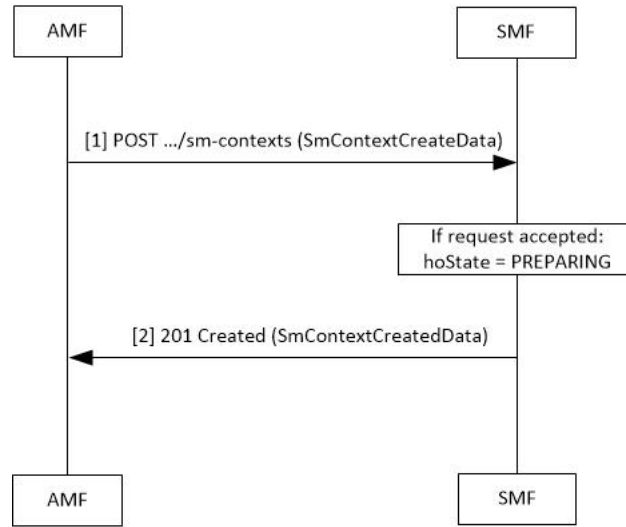 AMF
SMF
[1] POST .../sm-contexts (SmContextCreateData)
If request accepted:
hoState = PREPARING
[2] 201 Created (SmContextCreatedData)
AMF
SMF